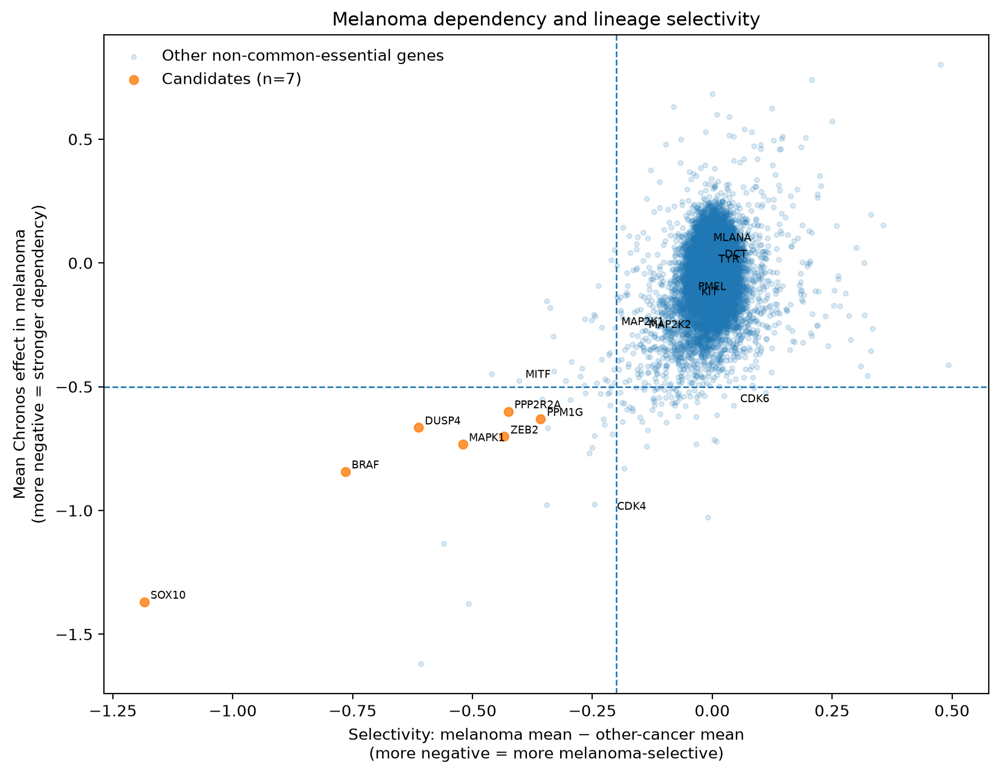 Melanoma dependency and lineage selectivity
Other non-common-essential genes
Candidates (n=7)
Mean Chronos effect in melanoma
(more negative = stronger dependency)
0.5
0.0
−0.5
−1.0
−1.5
MLANA
DCT
TYR
PMEL
KIT
MAP2K1
MAP2K2
MITF
CDK6
PPP2R2A
PPM1G
DUSP4
ZEB2
MAPK1
BRAF
CDK4
SOX10
−1.25
−1.00
−0.75
−0.50
−0.25
0.00
0.25
0.50
Selectivity: melanoma mean − other-cancer mean
(more negative = more melanoma-selective)